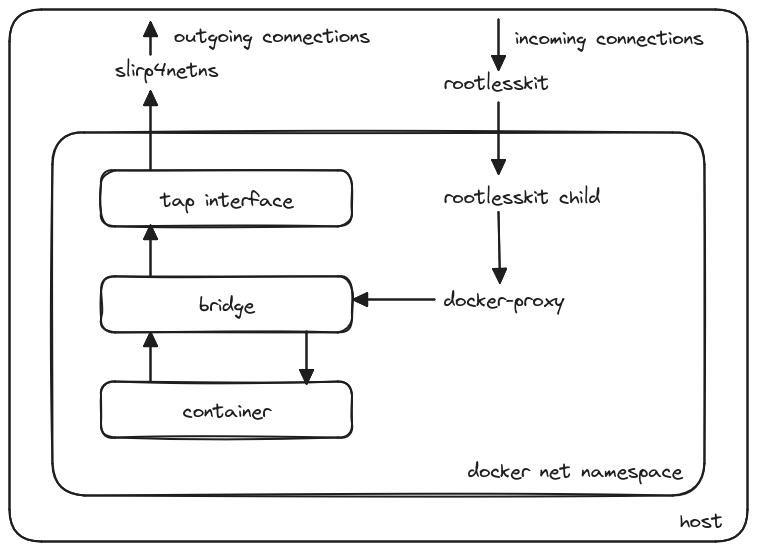 outgoing connections
incoming connections
slirp4netns
rootlesskit
tap interface
rootlesskit child
bridge
docker-proxy
container
docker net namespace
host